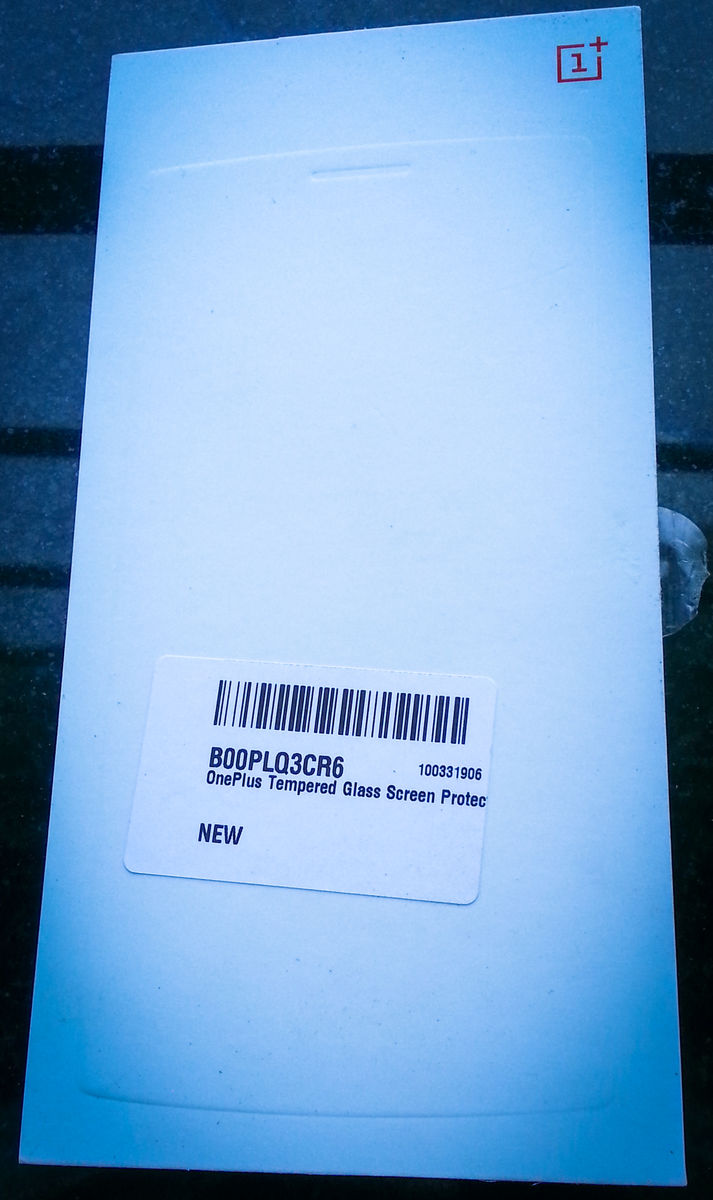 1+
B00PLQ3CR6
100331906
OnePlus Tempered Glass Screen Protec
NEW